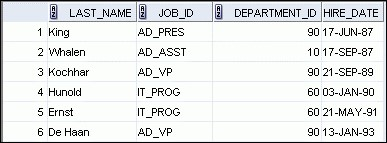 LAST_NAME JOB_ID DEPARTMENT_ID HIRE_DATE
1 King AD_PRES 90 17-JUN-87
2 Whalen AD_ASST 10 17-SEP-87
3 Kochhar AD_VP 90 21-SEP-89
4 Hunold IT_PROG 60 03-JAN-90
5 Ernst IT_PROG 60 21-MAY-91
6 De Haan AD_VP 90 13-JAN-93